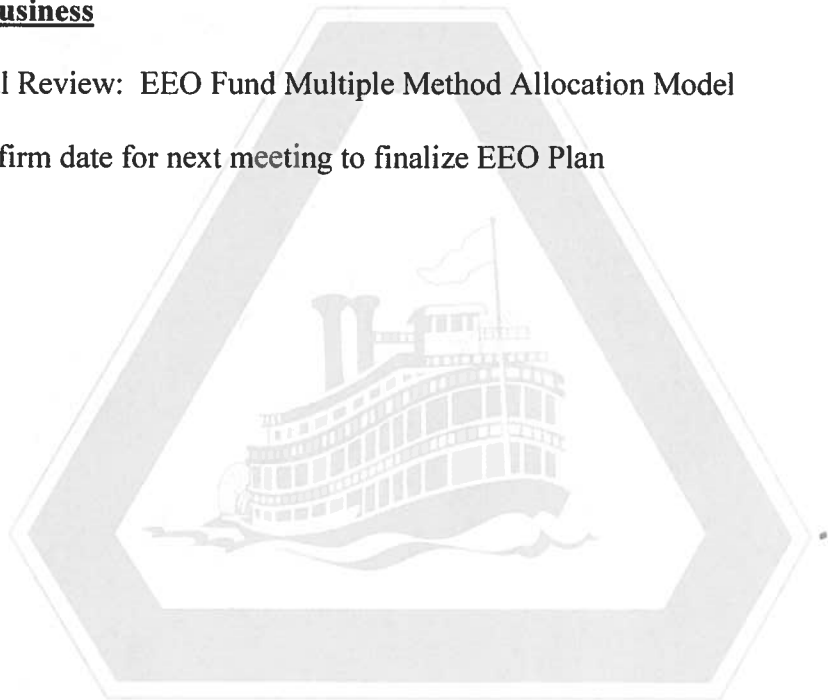 usiness
l Review: EEO Fund Multiple Method Allocation Model
firm date for next meeting to finalize EEO Plan